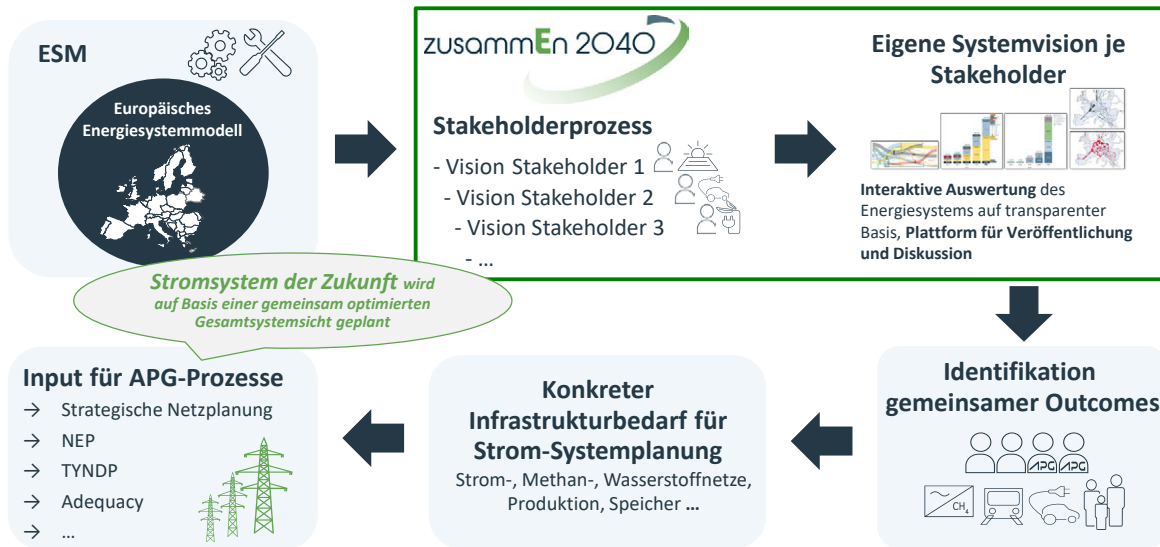 ESM
Europäisches
Energiesystemmodell
zusammEn 2040
Stakeholderprozess
- Vision Stakeholder 1
- Vision Stakeholder 2
- Vision Stakeholder 3
- ...
Eigene Systemvision je
Stakeholder
Interaktive Auswertung des
Energiesystems auf transparenter
Basis, Plattform für Veröffentlichung
und Diskussion
Identifikation
gemeinsamer Outcomes
APG APG
~
CH4
Konkreter
Infrastrukturbedarf für
Strom-Systemplanung
Strom-, Methan-, Wasserstoffnetze,
Produktion, Speicher ...
Stromsystem der Zukunft wird
auf Basis einer gemeinsam optimierten
Gesamtsystemsicht geplant
Input für APG-Prozesse
→ Strategische Netzplanung
→ NEP
→ TYNDP
→ Adequacy
→ ...